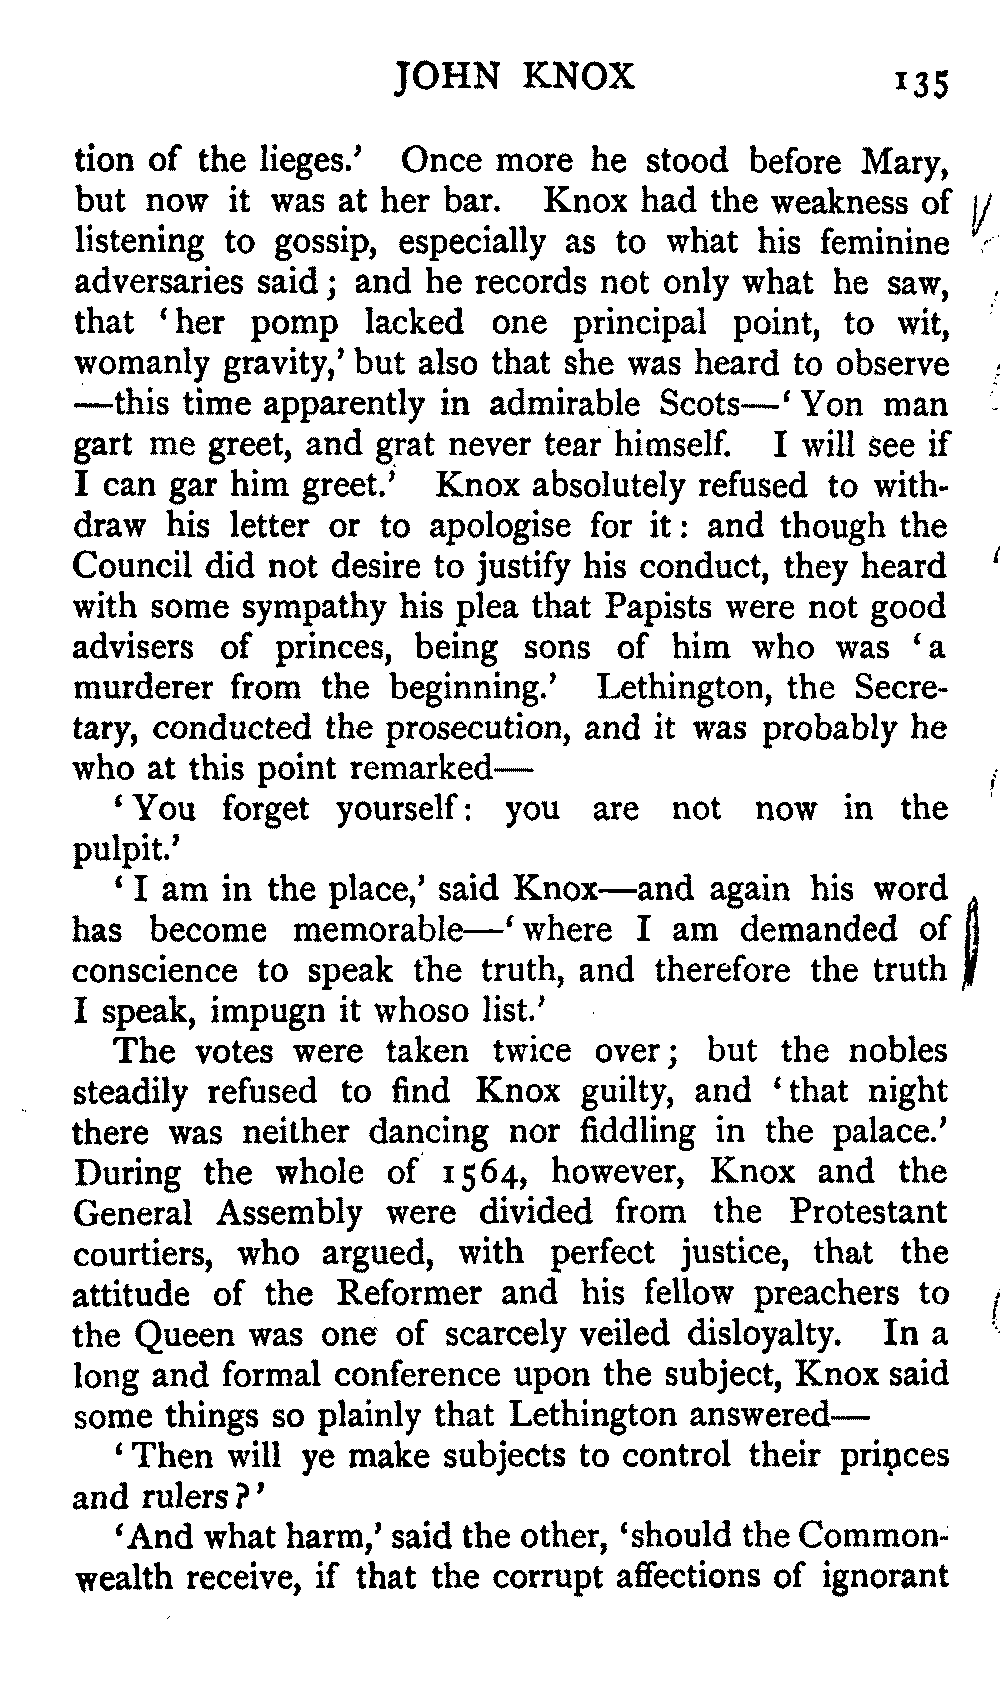 JOHN KNOX 135
tion of the lieges.' Once more he stood before Mary,
but now it was at her bar. Knox had the weakness of
listening to gossip, especially as to what his feminine
adversaries said; and he records not only what he saw,
that 'her pomp lacked one principal point, to wit,
womanly gravity,' but also that she was heard to observe
—this time apparently in admirable Scots—'Yon man
gart me greet, and grat never tear himself. I will see if
I can gar him greet.' Knox absolutely refused to with-
draw his letter or to apologise for it: and though the
Council did not desire to justify his conduct, they heard
with some sympathy his plea that Papists were not good
advisers of princes, being sons of him who was 'a
murderer from the beginning.' Lethington, the Secre-
tary, conducted the prosecution, and it was probably he
who at this point remarked—
'You forget yourself: you are not now in the
pulpit.'
'I am in the place,' said Knox—and again his word
has become memorable—'where I am demanded of
conscience to speak the truth, and therefore the truth
I speak, impugn it whoso list.'
The votes were taken twice over; but the nobles
steadily refused to find Knox guilty, and 'that night
there was neither dancing nor fiddling in the palace.'
During the whole of 1564, however, Knox and the
General Assembly were divided from the Protestant
courtiers, who argued, with perfect justice, that the
attitude of the Reformer and his fellow preachers to
the Queen was one of scarcely veiled disloyalty. In a
long and formal conference upon the subject, Knox said
some things so plainly that Lethington answered—
'Then will ye make subjects to control their princes
and rulers?'
'And what harm,' said the other, 'should the Common-
wealth receive, if that the corrupt affections of ignorant